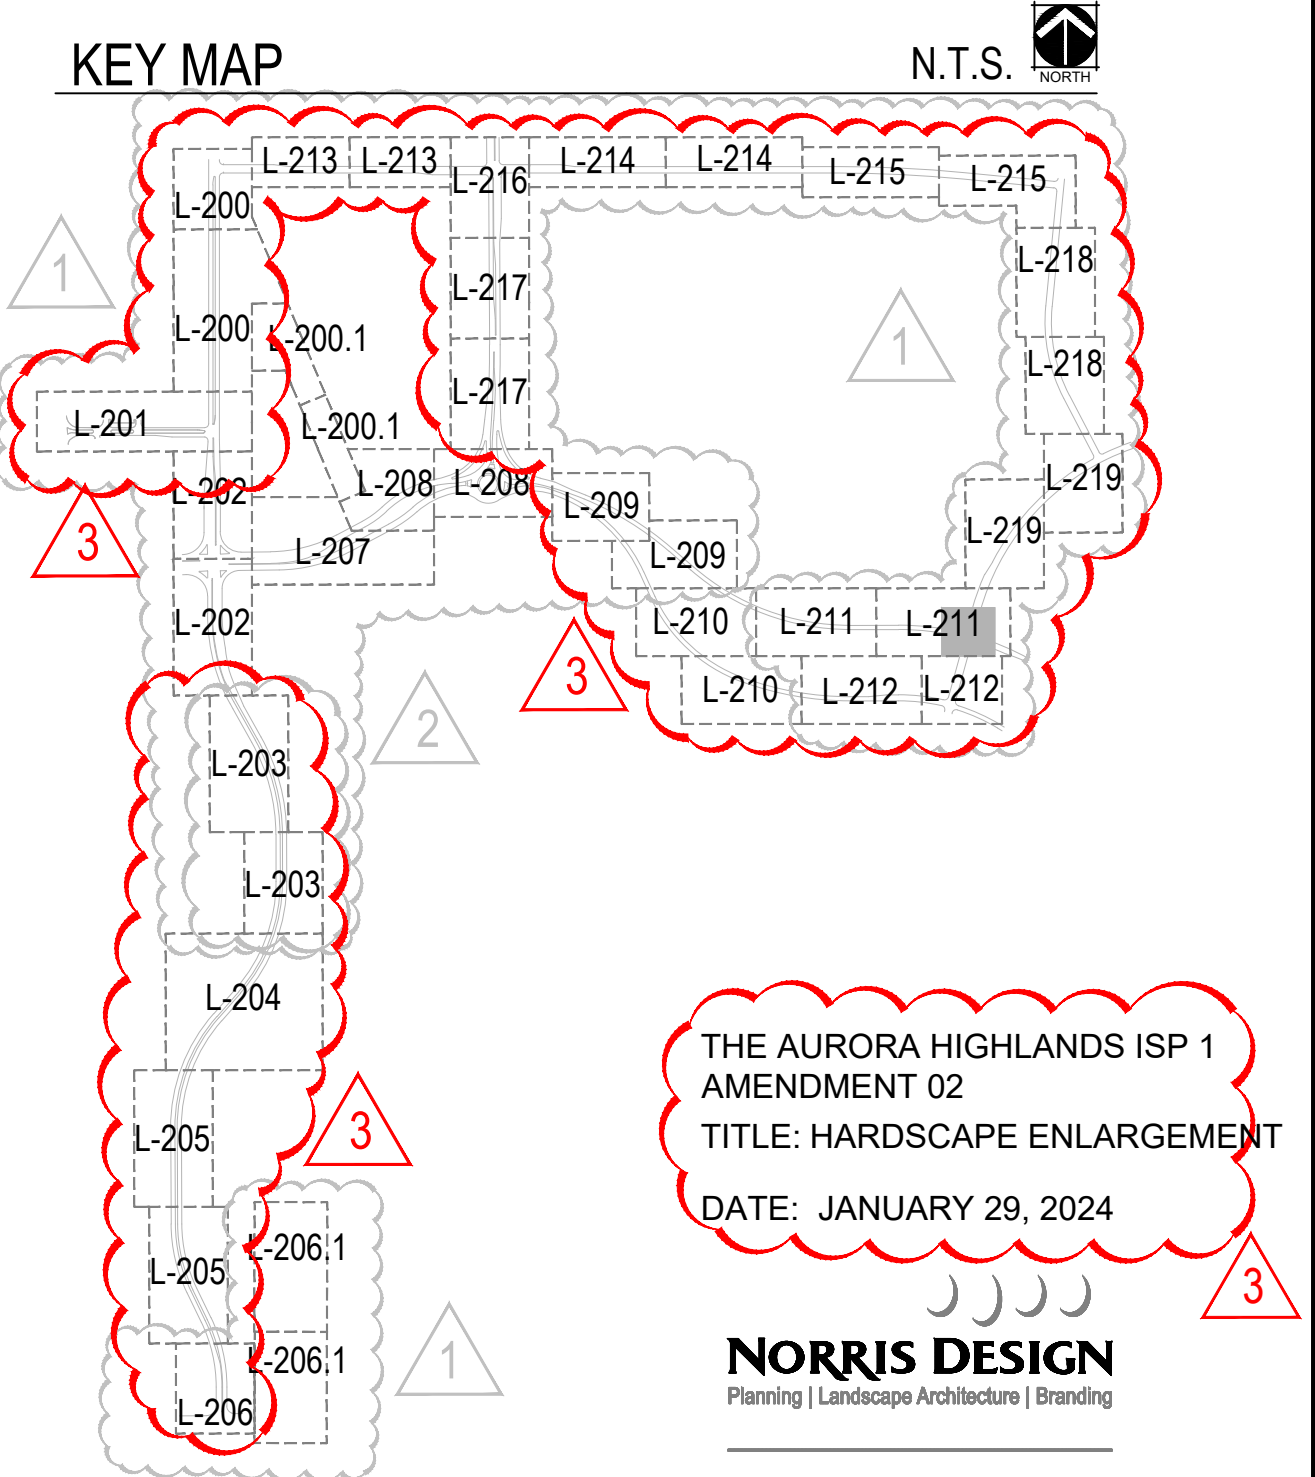 KEY MAP
N.T.S.
NORTH
L-213
L-213
L-216
L-214
L-214
L-215
L-215
L-200
1
L-218
L-217
L-200
L-200.1
1
L-218
L-217
L-201
L-200.1
L-202
L-208
L-208
L-209
L-219
3
L-207
L-209
L-219
L-202
L-210
L-211
L-211
3
L-210
L-212
L-212
2
L-203
L-203
L-204
THE AURORA HIGHLANDS ISP 1
AMENDMENT 02
TITLE: HARDSCAPE ENLARGEMENT
DATE: JANUARY 29, 2024
L-205
3
L-206.1
L-205
3
L-206.1
1
L-206
NORRIS DESIGN
Planning | Landscape Architecture | Branding